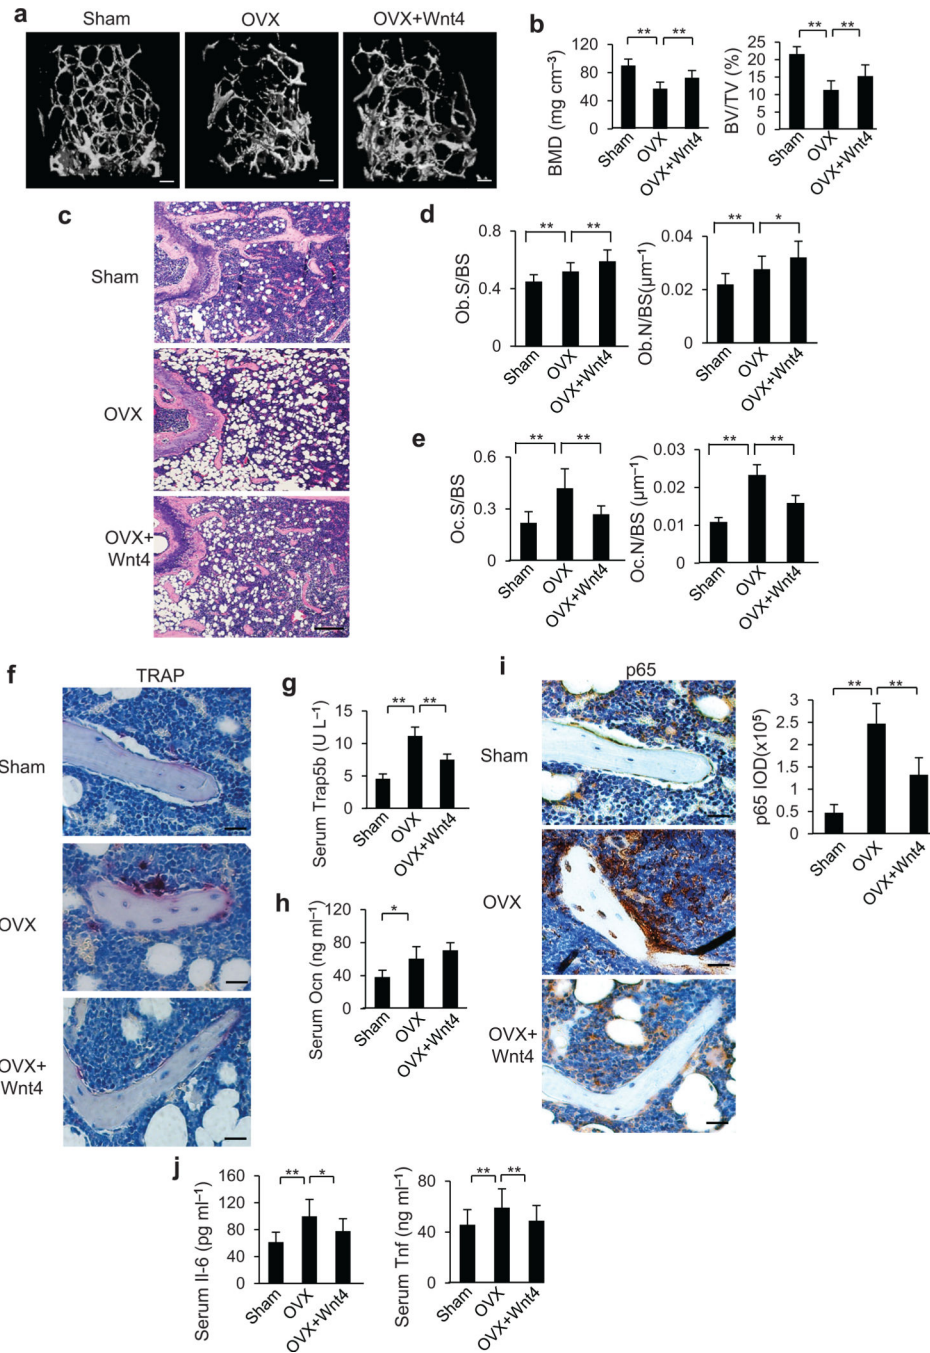 a
Sham
OVX
OVX+Wnt4
b
BMD (mg cm⁻³)
120
80
40
0
** **
Sham
OVX
OVX+Wnt4
BV/TV (%)
25
20
15
10
5
0
** **
Sham
OVX
OVX+Wnt4
c
Sham
OVX
OVX+
Wnt4
d
Ob.S/BS
0.8
0.4
0
** **
Sham
OVX
OVX+Wnt4
Ob.N/BS(μm⁻¹)
0.04
0.02
0
** *
Sham
OVX
OVX+Wnt4
e
Oc.S/BS
0.6
0.3
0
** **
Sham
OVX
OVX+Wnt4
Oc.N/BS (μm⁻¹)
0.03
0.02
0.01
0
** **
Sham
OVX
OVX+Wnt4
f
TRAP
Sham
OVX
OVX+
Wnt4
g
Serum Trap5b (U L⁻¹)
15
10
5
0
** **
Sham
OVX
OVX+Wnt4
h
Serum Ocn (ng ml⁻¹)
120
80
40
0
*
Sham
OVX
OVX+Wnt4
i
p65
Sham
OVX
OVX+
Wnt4
p65 IOD(x10⁵)
3
2.5
2
1.5
1
0.5
0
** **
Sham
OVX
OVX+Wnt4
j
Serum Il-6 (pg ml⁻¹)
160
120
80
40
0
** *
Sham
OVX
OVX+Wnt4
Serum Tnf (ng ml⁻¹)
80
40
0
** **
Sham
OVX
OVX+Wnt4